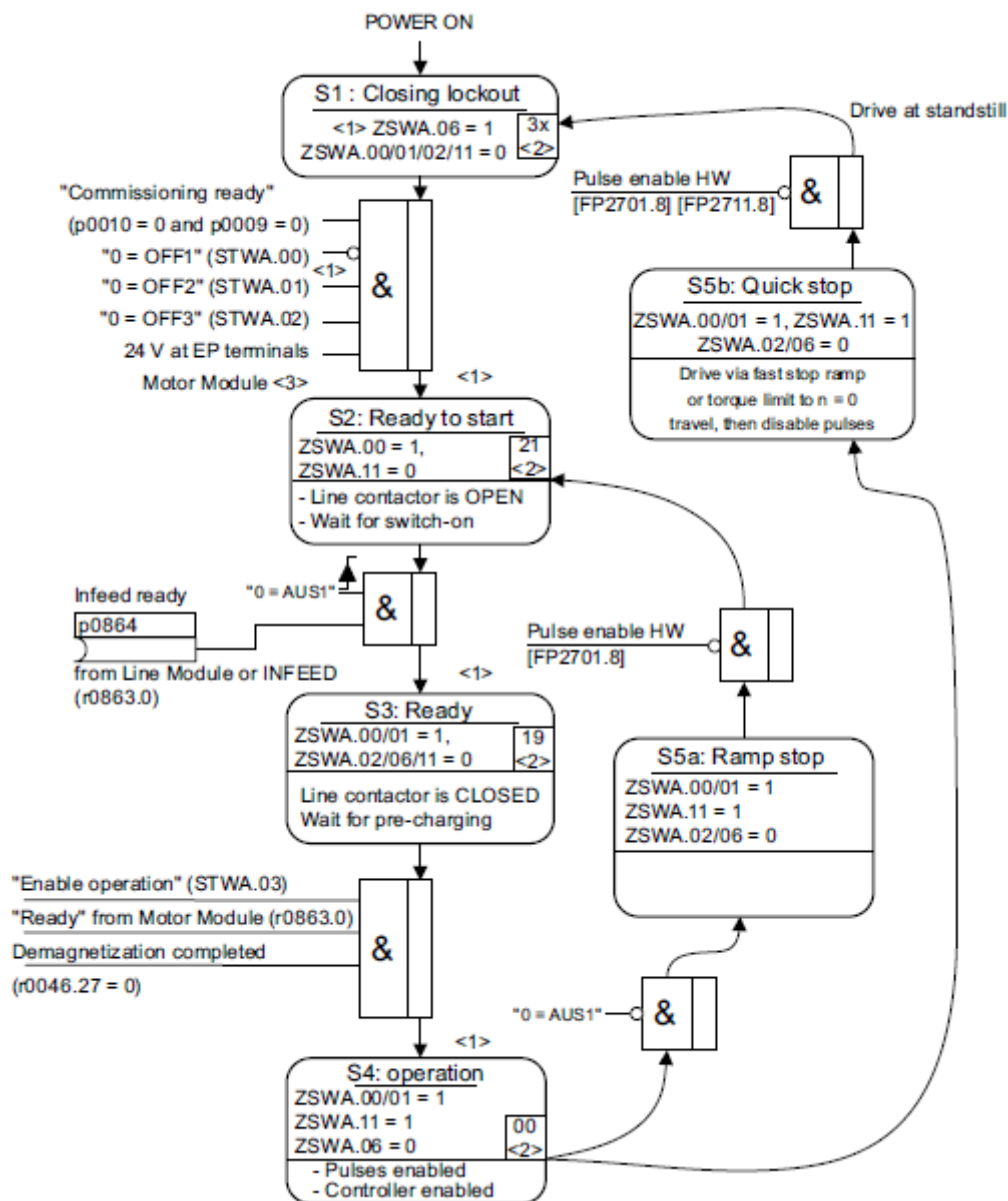 POWER ON
S1 : Closing lockout
<1> ZSWA.06 = 1
ZSWA.00/01/02/11 = 0
3x
<2>
Drive at standstill
"Commissioning ready"
(p0010 = 0 and p0009 = 0)
"0 = OFF1" (STWA.00)
<1>
"0 = OFF2" (STWA.01)
"0 = OFF3" (STWA.02)
24 V at EP terminals
Motor Module <3>
&
<1>
Pulse enable HW
[FP2701.8] [FP2711.8]
&
S5b: Quick stop
ZSWA.00/01 = 1, ZSWA.11 = 1
ZSWA.02/06 = 0
Drive via fast stop ramp
or torque limit to n = 0
travel, then disable pulses
S2: Ready to start
ZSWA.00 = 1,
ZSWA.11 = 0
21
<2>
- Line contactor is OPEN
- Wait for switch-on
"0 = AUS1"
&
Infeed ready
p0864
from Line Module or INFEED
(r0863.0)
<1>
Pulse enable HW
[FP2701.8]
&
S3: Ready
ZSWA.00/01 = 1,
ZSWA.02/06/11 = 0
19
<2>
Line contactor is CLOSED
Wait for pre-charging
S5a: Ramp stop
ZSWA.00/01 = 1
ZSWA.11 = 1
ZSWA.02/06 = 0
"Enable operation" (STWA.03)
"Ready" from Motor Module (r0863.0)
Demagnetization completed
(r0046.27 = 0)
&
<1>
"0 = AUS1"
&
S4: operation
ZSWA.00/01 = 1
ZSWA.11 = 1
ZSWA.06 = 0
00
<2>
- Pulses enabled
- Controller enabled